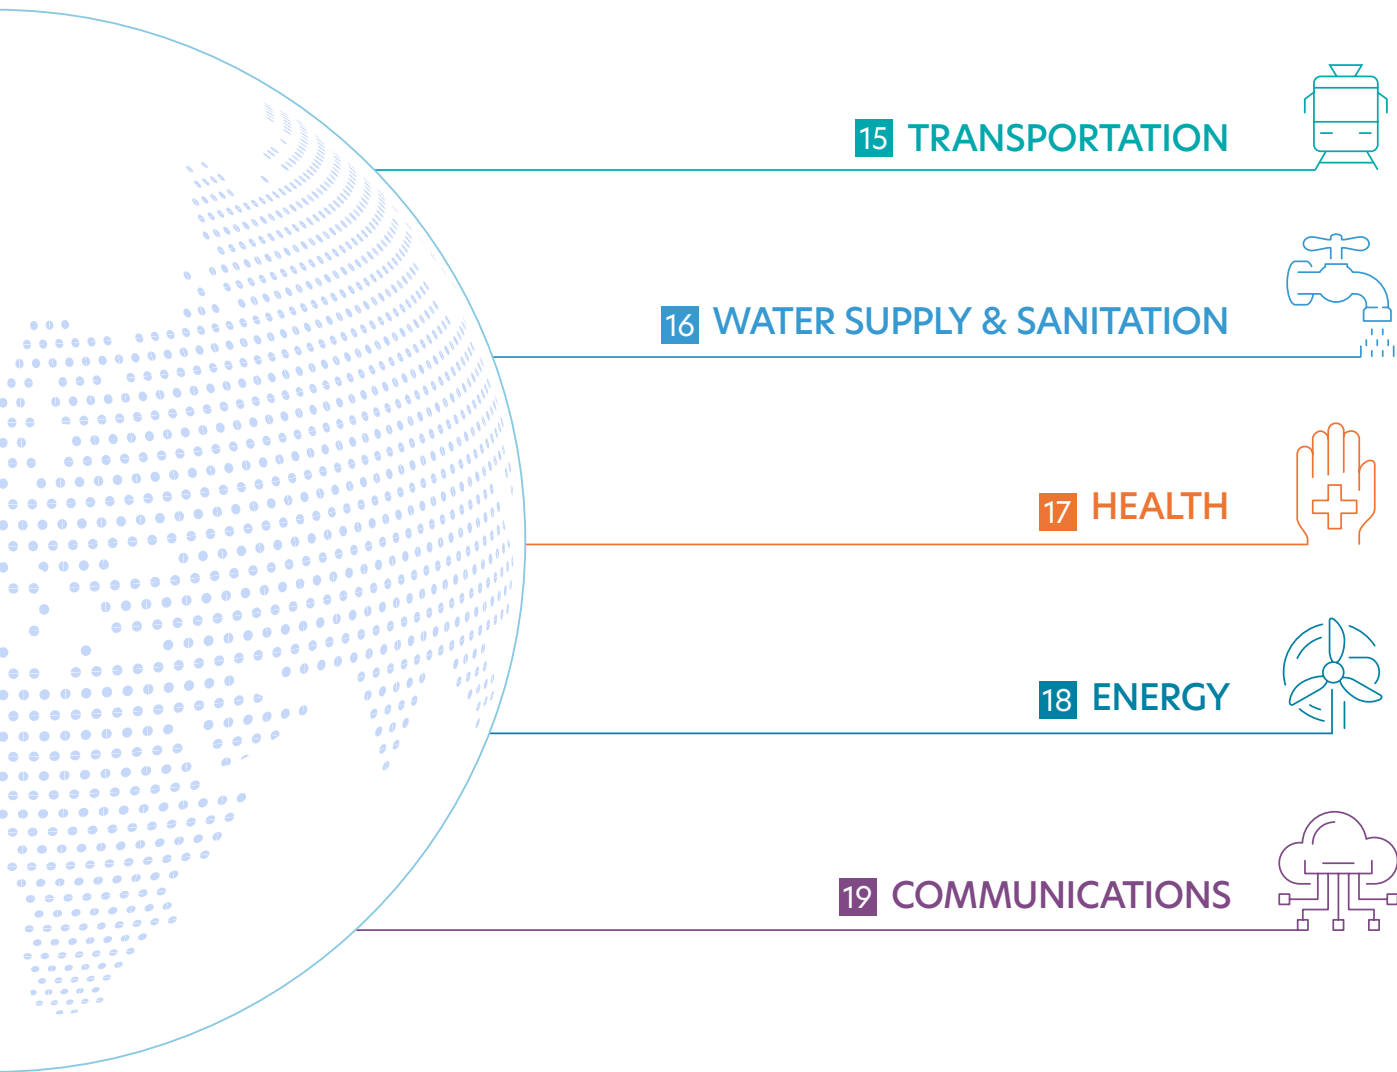 15 TRANSPORTATION
16 WATER SUPPLY & SANITATION
17 HEALTH
18 ENERGY
19 COMMUNICATIONS